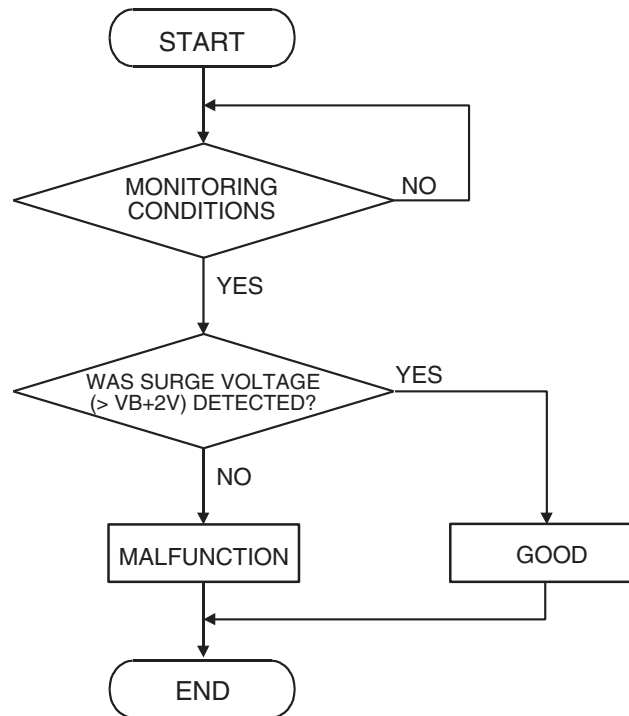 START
MONITORING
CONDITIONS
NO
YES
WAS SURGE VOLTAGE
(> VB+2V) DETECTED?
YES
NO
MALFUNCTION
GOOD
END